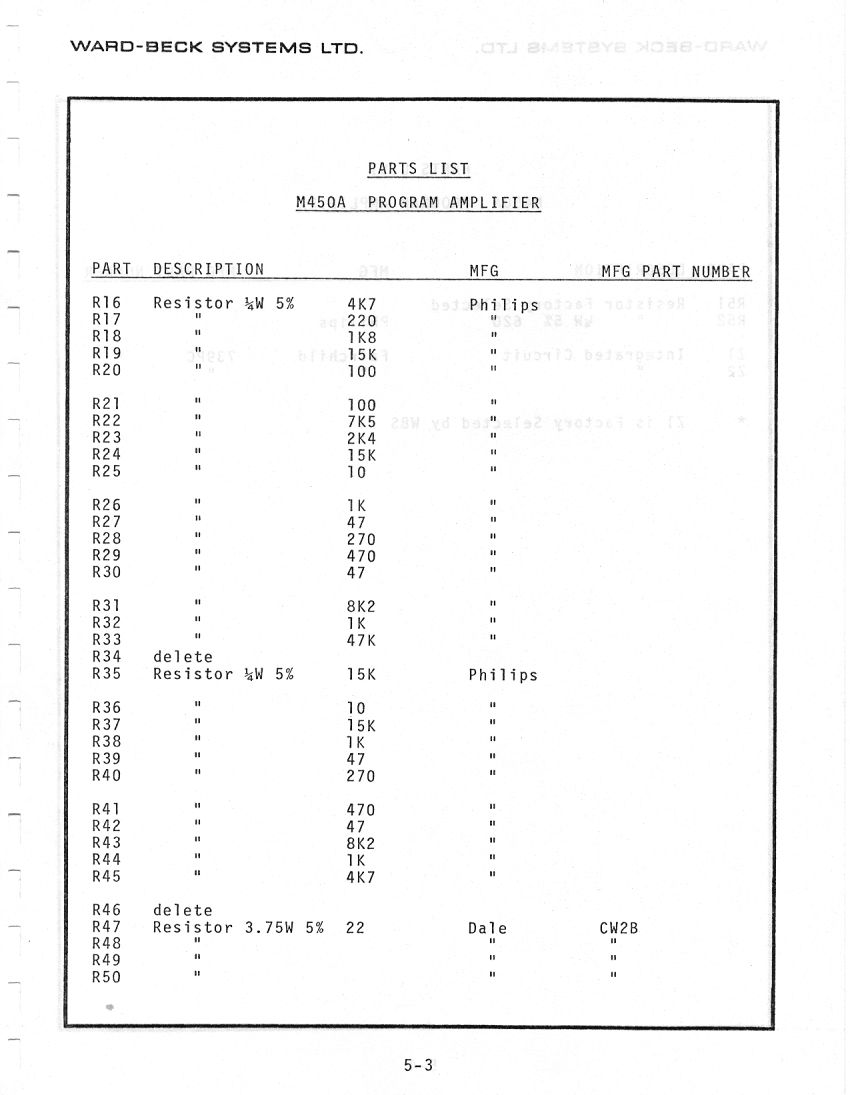 WARD-BECK SYSTEMS LTD.
PARTS LIST
M450A PROGRAM AMPLIFIER
PART DESCRIPTION MFG MFG PART NUMBER
R16 Resistor ¼W 5% 4K7 Philips
R17 " 220 "
R18 " 1K8 "
R19 " 15K "
R20 " 100 "
R21 " 100 "
R22 " 7K5 "
R23 " 2K4 "
R24 " 15K "
R25 " 10 "
R26 " 1K "
R27 " 47 "
R28 " 270 "
R29 " 470 "
R30 " 47 "
R31 " 8K2 "
R32 " 1K "
R33 " 47K "
R34 delete
R35 Resistor ¼W 5% 15K Philips
R36 " 10 "
R37 " 15K "
R38 " 1K "
R39 " 47 "
R40 " 270 "
R41 " 470 "
R42 " 47 "
R43 " 8K2 "
R44 " 1K "
R45 " 4K7 "
R46 delete
R47 Resistor 3.75W 5% 22 Dale CW2B
R48 " " "
R49 " " "
R50 " " "
5-3